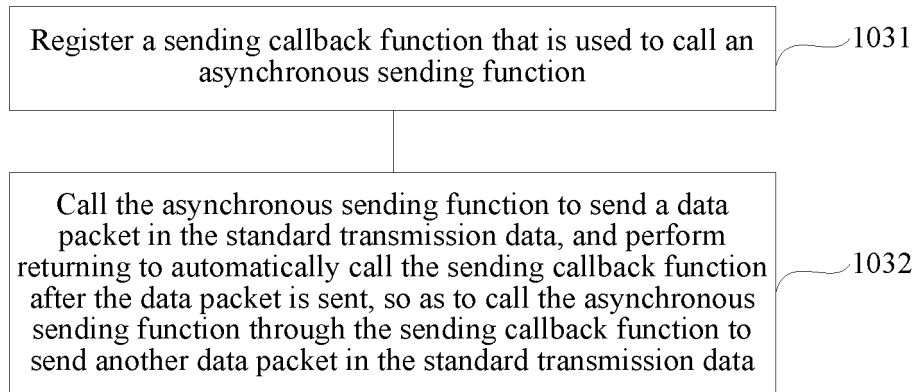 Register a sending callback function that is used to call an
asynchronous sending function
1031
Call the asynchronous sending function to send a data
packet in the standard transmission data, and perform
returning to automatically call the sending callback function
after the data packet is sent, so as to call the asynchronous
sending function through the sending callback function to
send another data packet in the standard transmission data
1032